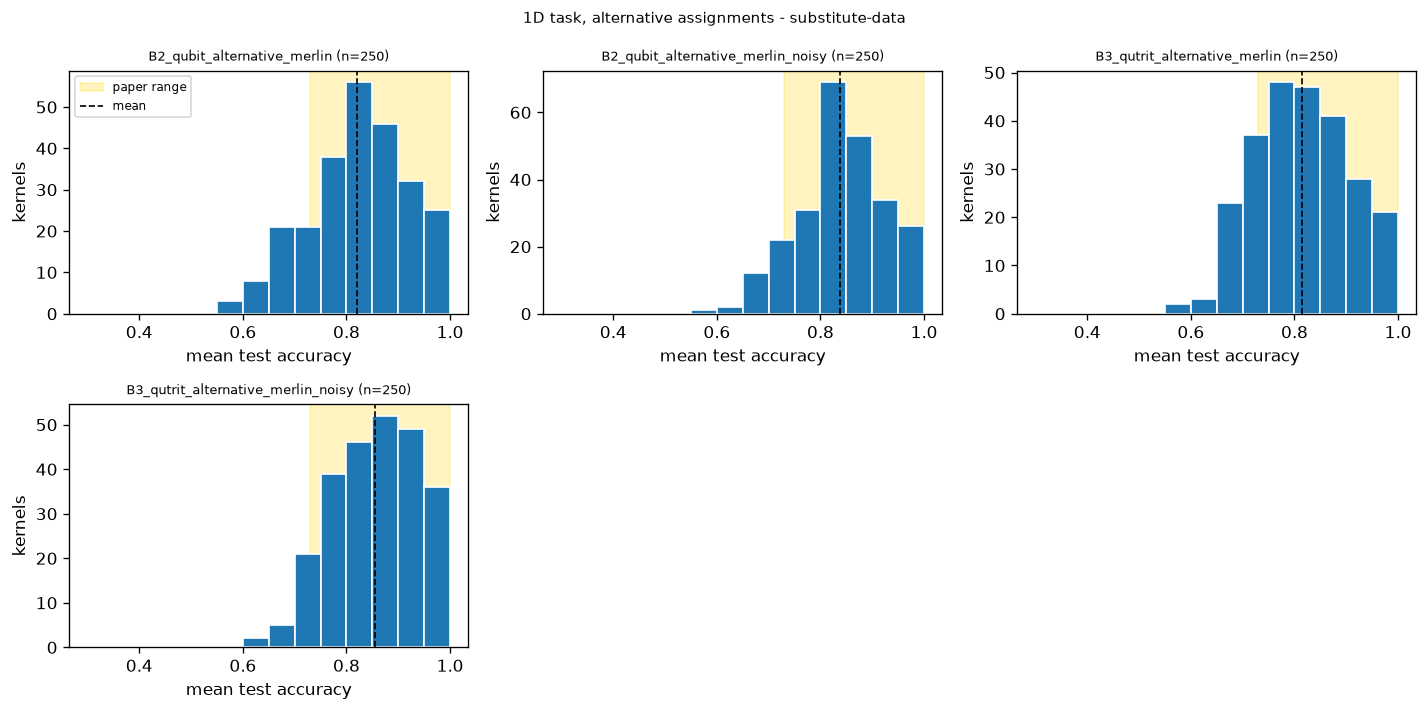 1D task, alternative assignments - substitute-data
B2_qubit_alternative_merlin (n=250)
paper range
mean
kernels
50
40
30
20
10
0
0.4 0.6 0.8 1.0
mean test accuracy
B2_qubit_alternative_merlin_noisy (n=250)
kernels
60
40
20
0
0.4 0.6 0.8 1.0
mean test accuracy
B3_qutrit_alternative_merlin (n=250)
kernels
50
40
30
20
10
0
0.4 0.6 0.8 1.0
mean test accuracy
B3_qutrit_alternative_merlin_noisy (n=250)
kernels
50
40
30
20
10
0
0.4 0.6 0.8 1.0
mean test accuracy